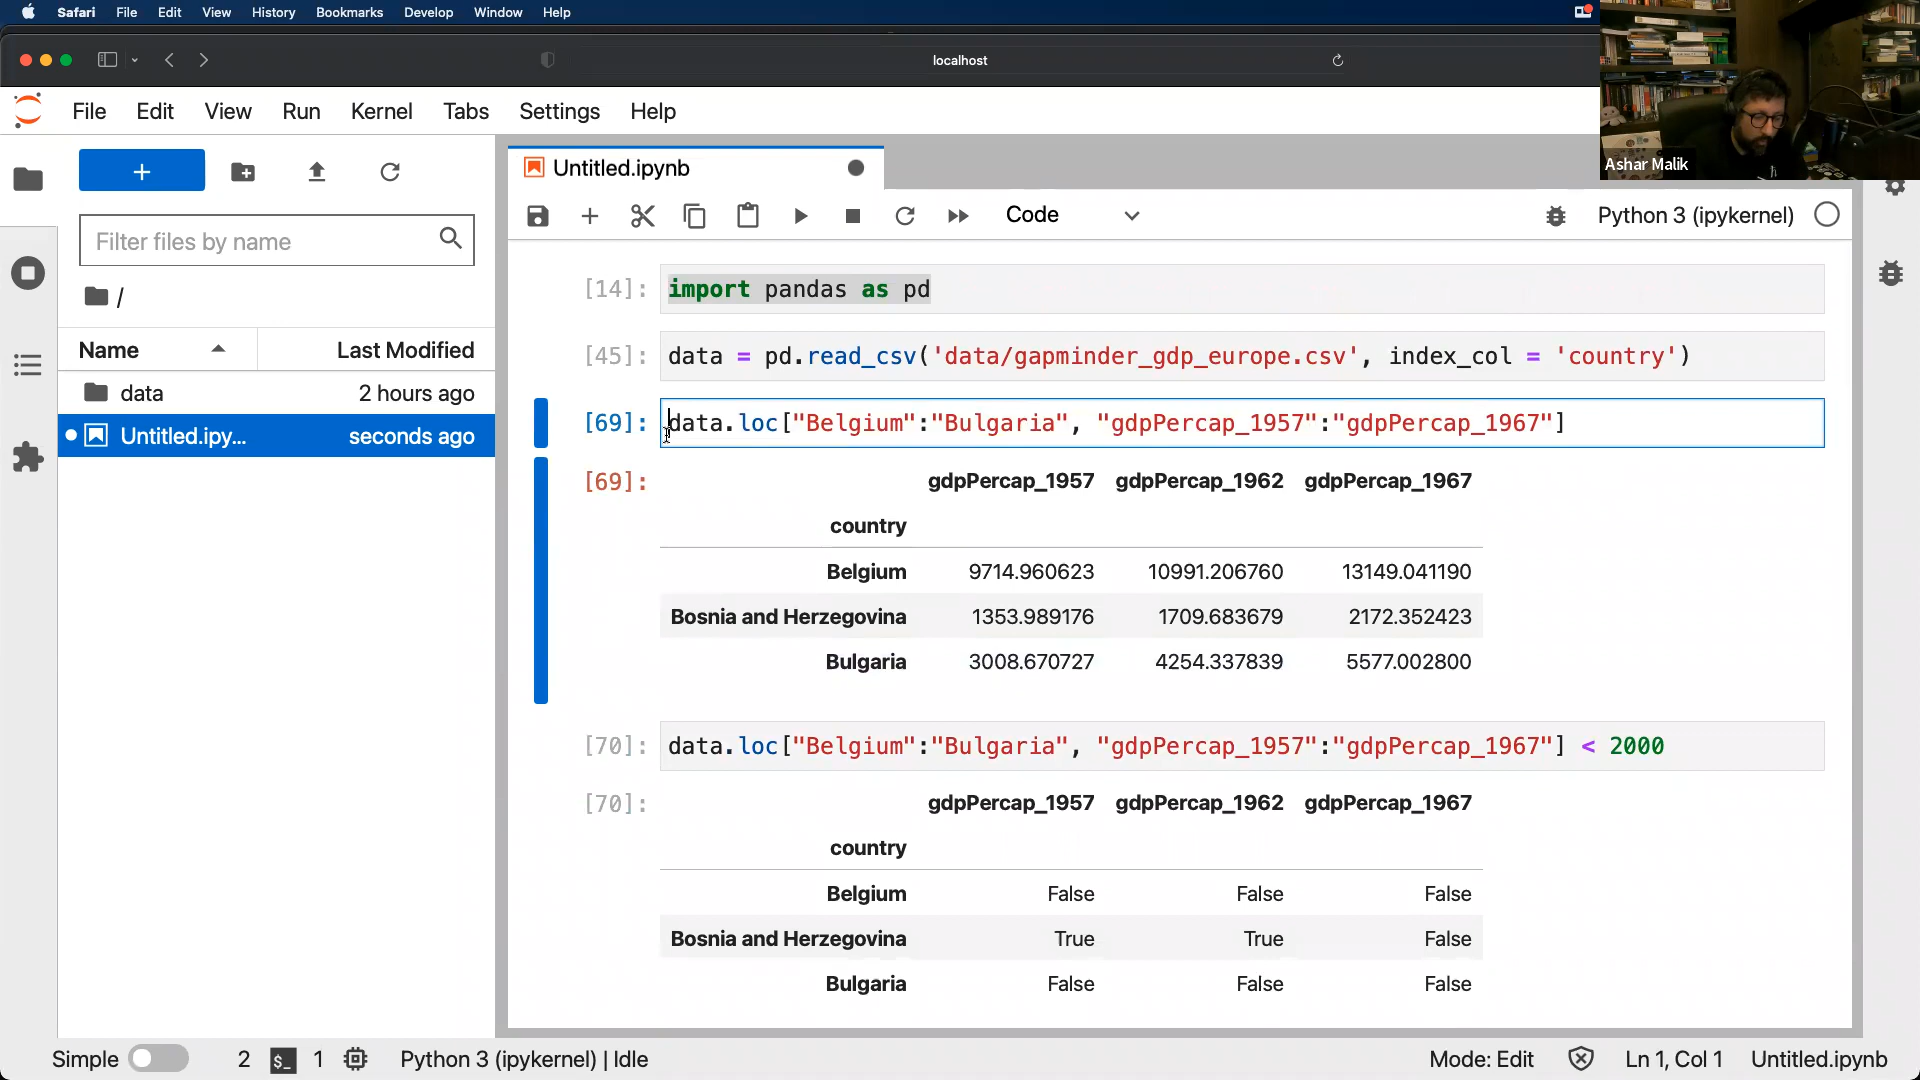 Safari File Edit View History Bookmarks Develop Window Help
localhost
File Edit View Run Kernel Tabs Settings Help
Ashar Malik
+
Untitled.ipynb
Code
Python 3 (ipykernel)
Filter files by name
/
Name Last Modified
data 2 hours ago
Untitled.ipy... seconds ago
[14]: import pandas as pd
[45]: data = pd.read_csv('data/gapminder_gdp_europe.csv', index_col = 'country')
[69]: data.loc["Belgium":"Bulgaria", "gdpPercap_1957":"gdpPercap_1967"]
[69]: gdpPercap_1957 gdpPercap_1962 gdpPercap_1967
country
Belgium 9714.960623 10991.206760 13149.041190
Bosnia and Herzegovina 1353.989176 1709.683679 2172.352423
Bulgaria 3008.670727 4254.337839 5577.002800
[70]: data.loc["Belgium":"Bulgaria", "gdpPercap_1957":"gdpPercap_1967"] < 2000
[70]: gdpPercap_1957 gdpPercap_1962 gdpPercap_1967
country
Belgium False False False
Bosnia and Herzegovina True True False
Bulgaria False False False
Simple 2 $_ 1 Python 3 (ipykernel) | Idle Mode: Edit Ln 1, Col 1 Untitled.ipynb